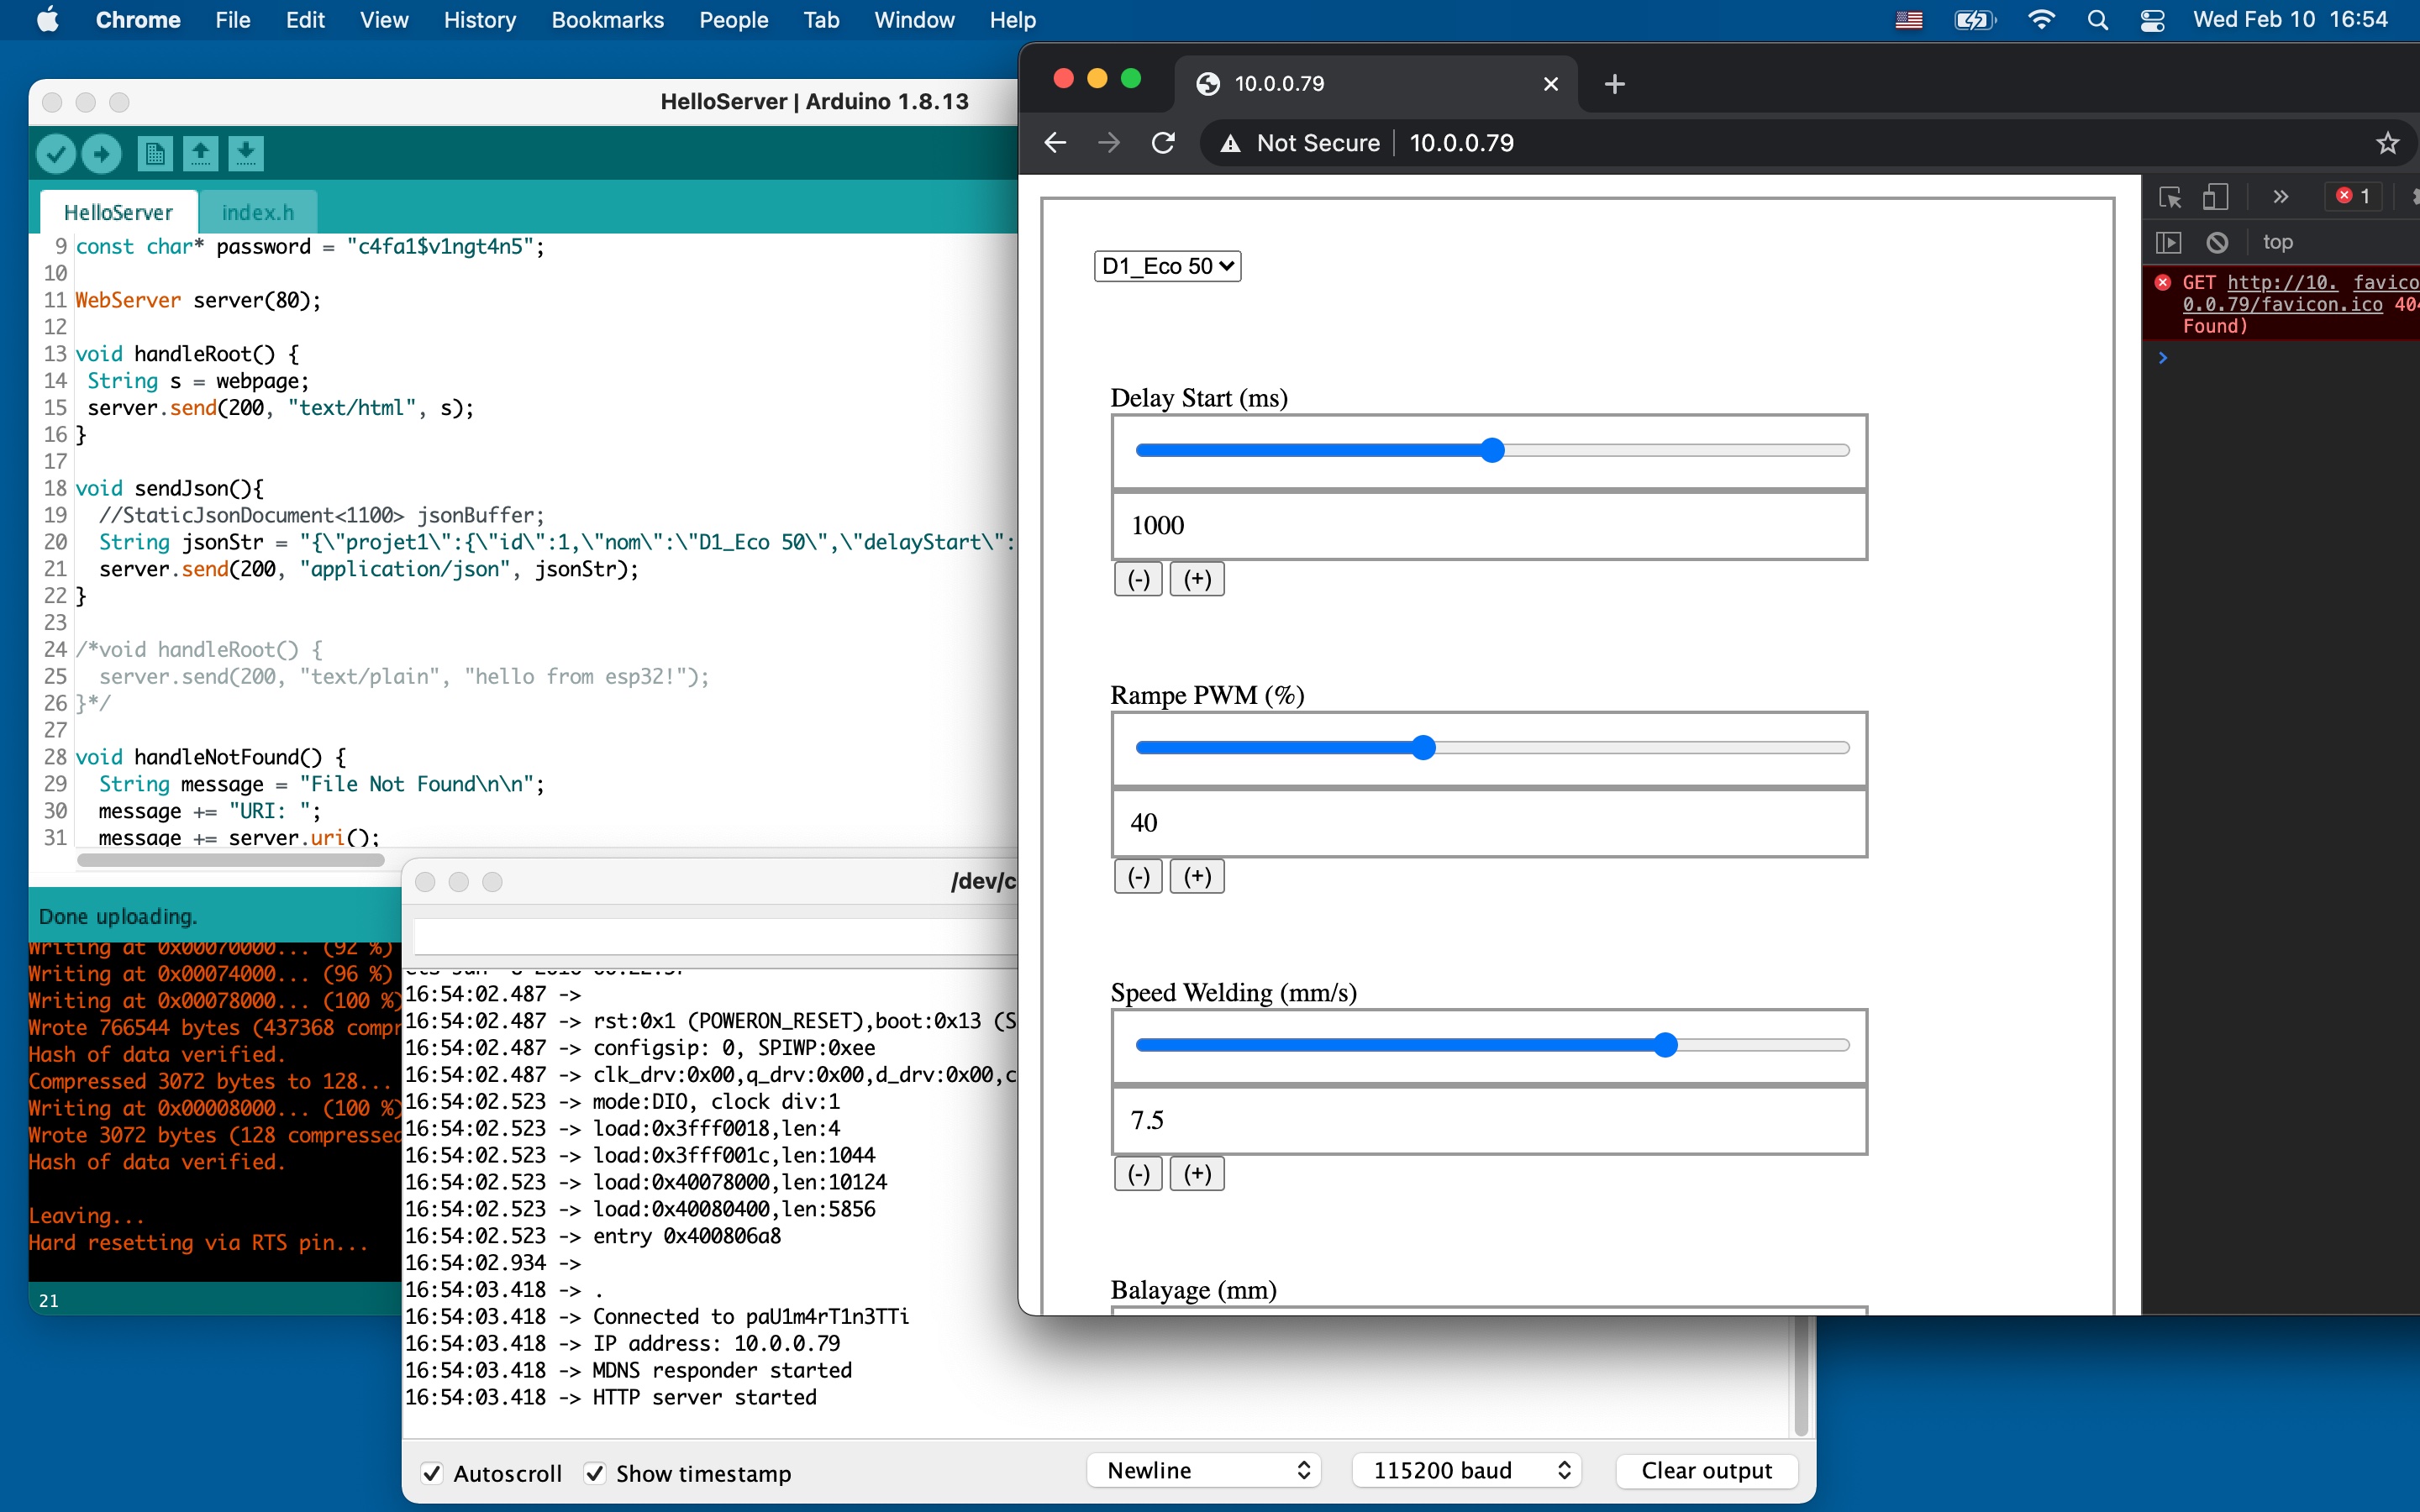 Chrome File Edit View History Bookmarks People Tab Window Help Wed Feb 10 16:54
HelloServer | Arduino 1.8.13
HelloServer index.h
9 const char* password = "c4fa1$v1ngt4n5";
10
11 WebServer server(80);
12
13 void handleRoot() {
14 String s = webpage;
15 server.send(200, "text/html", s);
16 }
17
18 void sendJson(){
19 //StaticJsonDocument<1100> jsonBuffer;
20 String jsonStr = "{\"projet1\":{\"id\":1,\"nom\":\"D1_Eco 50\",\"delayStart\":
21 server.send(200, "application/json", jsonStr);
22 }
23
24 /*void handleRoot() {
25 server.send(200, "text/plain", "hello from esp32!");
26 }*/
27
28 void handleNotFound() {
29 String message = "File Not Found\n\n";
30 message += "URI: ";
31 message += server.uri();
Done uploading.
Writing at 0x00070000... (92 %)
Writing at 0x00074000... (96 %)
Writing at 0x00078000... (100 %)
Wrote 766544 bytes (437368 compr
Hash of data verified.
Compressed 3072 bytes to 128...
Writing at 0x00008000... (100 %)
Wrote 3072 bytes (128 compressed
Hash of data verified.
Leaving...
Hard resetting via RTS pin...
21
/dev/c
16:54:02.487 ->
16:54:02.487 -> rst:0x1 (POWERON_RESET),boot:0x13 (S
16:54:02.487 -> configsip: 0, SPIWP:0xee
16:54:02.487 -> clk_drv:0x00,q_drv:0x00,d_drv:0x00,c
16:54:02.523 -> mode:DIO, clock div:1
16:54:02.523 -> load:0x3fff0018,len:4
16:54:02.523 -> load:0x3fff001c,len:1044
16:54:02.523 -> load:0x40078000,len:10124
16:54:02.523 -> load:0x40080400,len:5856
16:54:02.523 -> entry 0x400806a8
16:54:02.934 ->
16:54:03.418 -> .
16:54:03.418 -> Connected to paU1m4rT1n3TTi
16:54:03.418 -> IP address: 10.0.0.79
16:54:03.418 -> MDNS responder started
16:54:03.418 -> HTTP server started
Autoscroll Show timestamp Newline 115200 baud Clear output
10.0.0.79
Not Secure 10.0.0.79
D1_Eco 50
Delay Start (ms)
1000
(-) (+)
Rampe PWM (%)
40
(-) (+)
Speed Welding (mm/s)
7.5
(-) (+)
Balayage (mm)
1
top
GET http://10. favico
0.0.79/favicon.ico 404
Found)